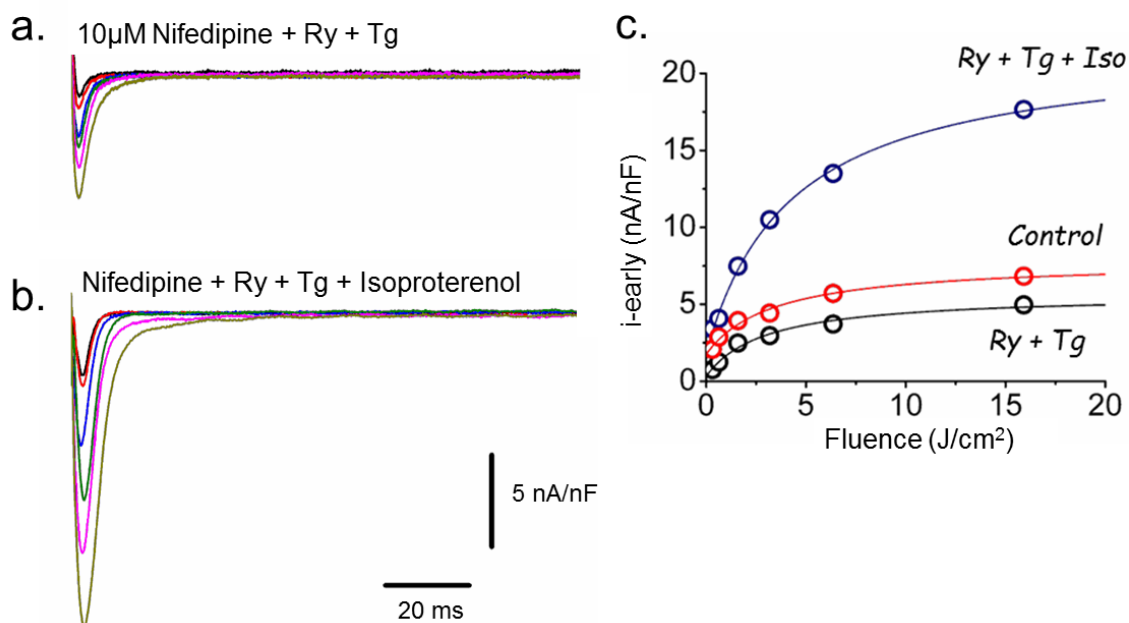 a.
10µM Nifedipine + Ry + Tg
b.
Nifedipine + Ry + Tg + Isoproterenol
5 nA/nF
20 ms
c.
Ry + Tg + Iso
Control
Ry + Tg
i-early (nA/nF)
20
15
10
5
0
0 5 10 15 20
Fluence (J/cm²)